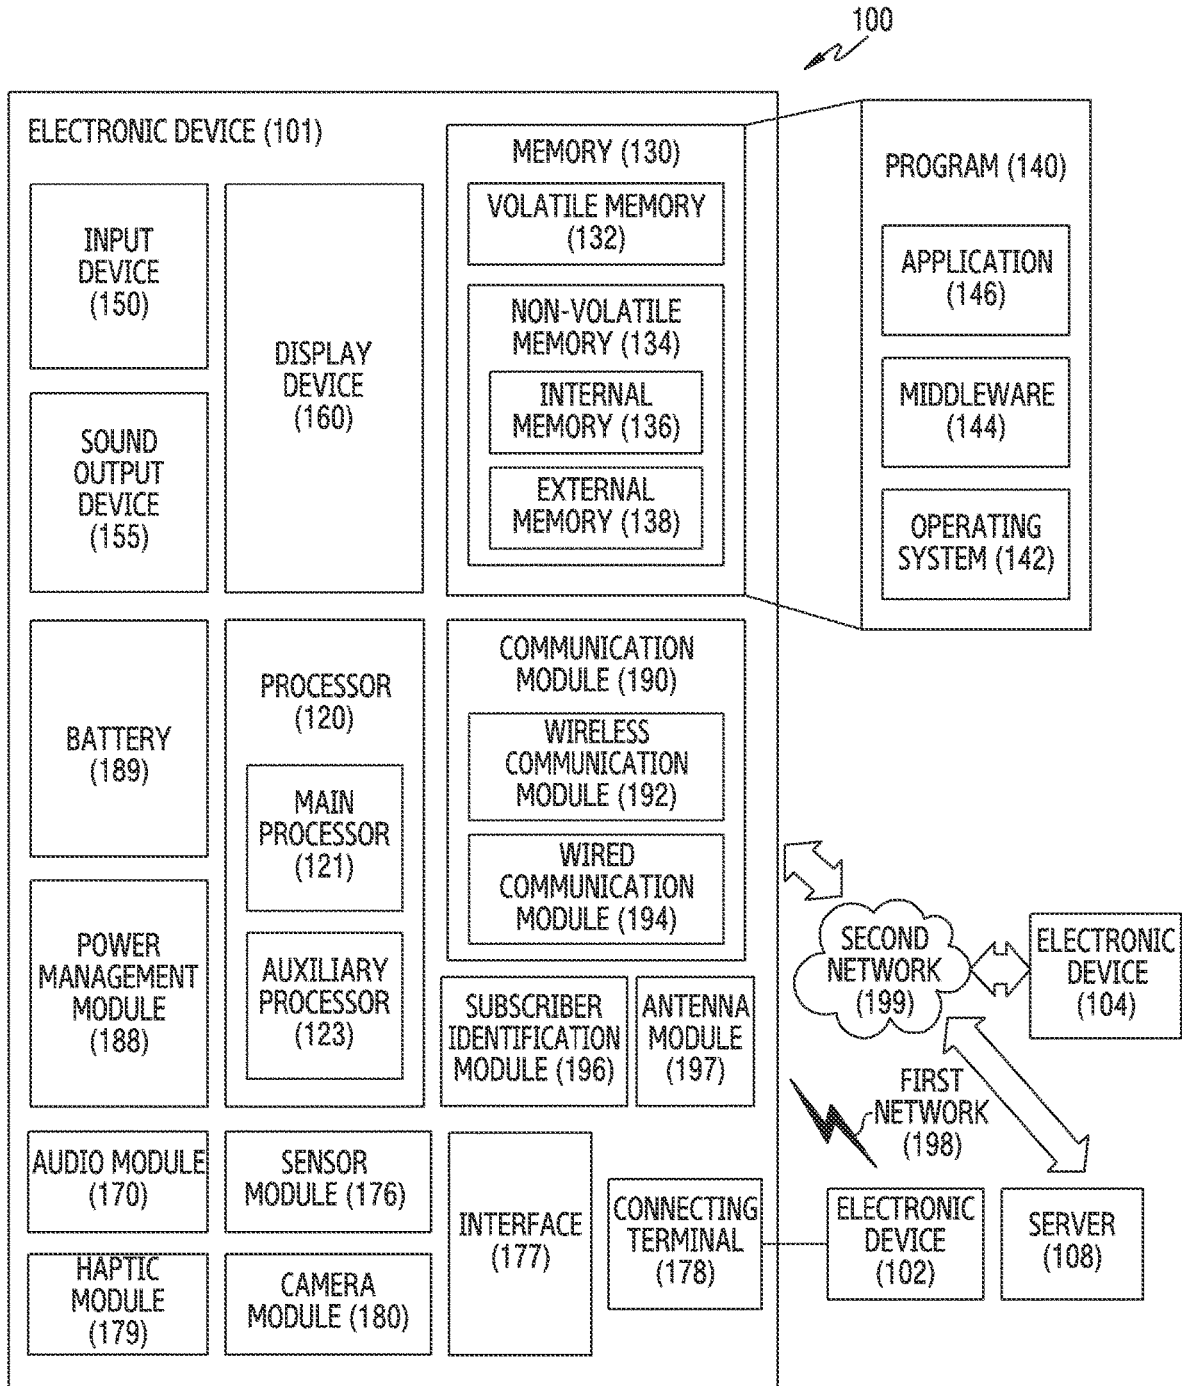 100
ELECTRONIC DEVICE (101)
INPUT
DEVICE
(150)
SOUND
OUTPUT
DEVICE
(155)
DISPLAY
DEVICE
(160)
MEMORY (130)
VOLATILE MEMORY
(132)
NON-VOLATILE
MEMORY (134)
INTERNAL
MEMORY (136)
EXTERNAL
MEMORY (138)
PROGRAM (140)
APPLICATION
(146)
MIDDLEWARE
(144)
OPERATING
SYSTEM (142)
BATTERY
(189)
POWER
MANAGEMENT
MODULE
(188)
PROCESSOR
(120)
MAIN
PROCESSOR
(121)
AUXILIARY
PROCESSOR
(123)
COMMUNICATION
MODULE (190)
WIRELESS
COMMUNICATION
MODULE (192)
WIRED
COMMUNICATION
MODULE (194)
SUBSCRIBER
IDENTIFICATION
MODULE (196)
ANTENNA
MODULE
(197)
SECOND
NETWORK
(199)
ELECTRONIC
DEVICE
(104)
FIRST
NETWORK
(198)
AUDIO MODULE
(170)
SENSOR
MODULE (176)
HAPTIC
MODULE
(179)
CAMERA
MODULE (180)
INTERFACE
(177)
CONNECTING
TERMINAL
(178)
ELECTRONIC
DEVICE
(102)
SERVER
(108)